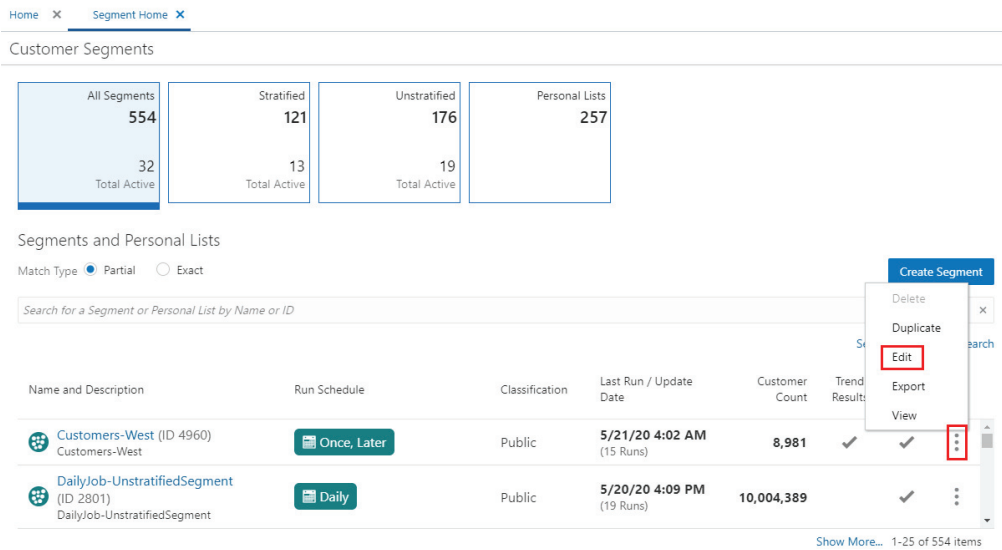 Home ×
Segment Home ×
Customer Segments
All Segments
554
32
Total Active
Stratified
121
13
Total Active
Unstratified
176
19
Total Active
Personal Lists
257
Segments and Personal Lists
Match Type Partial Exact
Create Segment
Search for a Segment or Personal List by Name or ID ×
Delete
Duplicate
Edit
Export
View
Name and Description Run Schedule Classification Last Run / Update Date Customer Count Trend Results
Customers-West (ID 4960)
Customers-West
Once, Later
Public
5/21/20 4:02 AM
(15 Runs)
8,981
DailyJob-UnstratifiedSegment
(ID 2801)
DailyJob-UnstratifiedSegment
Daily
Public
5/20/20 4:09 PM
(19 Runs)
10,004,389
Show More... 1-25 of 554 items